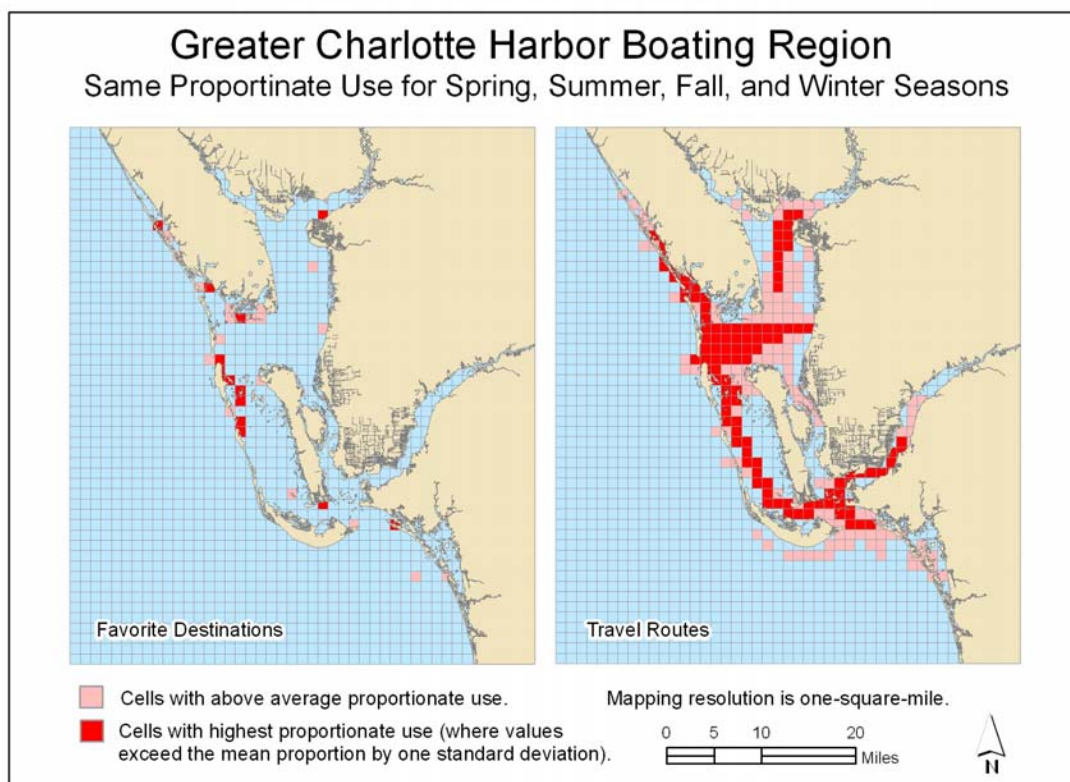 Greater Charlotte Harbor Boating Region
Same Proportinate Use for Spring, Summer, Fall, and Winter Seasons
Favorite Destinations
Travel Routes
Cells with above average proportionate use.
Cells with highest proportionate use (where values
exceed the mean proportion by one standard deviation).
Mapping resolution is one-square-mile.
0 5 10 20
Miles
N